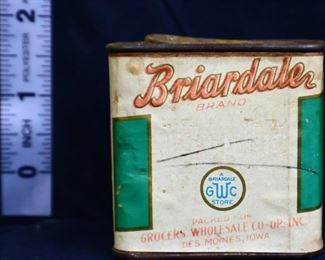 Briardale
BRAND
A
BRIARDALE
GWC
STORE
PACKED FOR
GROCERS WHOLESALE CO-OP. INC.
DES MOINES, IOWA
2
1
0
INCH
POLYESTER